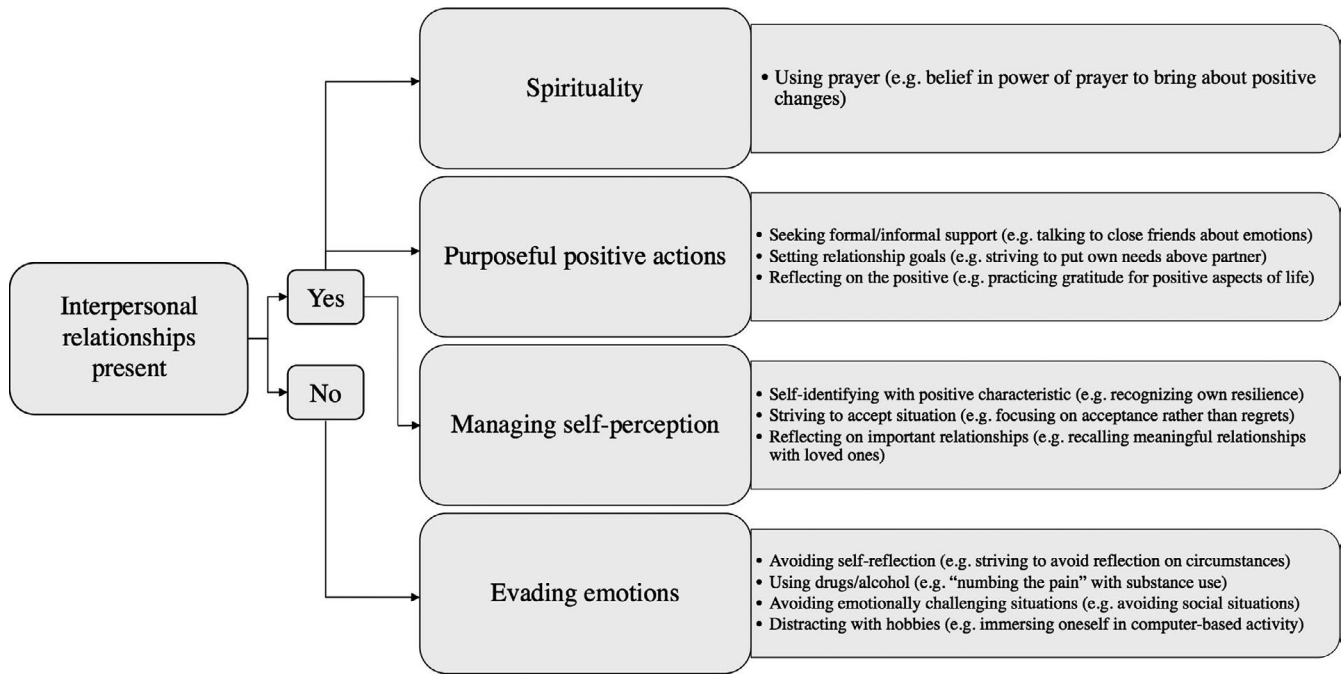 Interpersonal
relationships
present
Yes
No
Spirituality
• Using prayer (e.g. belief in power of prayer to bring about positive
changes)
Purposeful positive actions
• Seeking formal/informal support (e.g. talking to close friends about emotions)
• Setting relationship goals (e.g. striving to put own needs above partner)
• Reflecting on the positive (e.g. practicing gratitude for positive aspects of life)
Managing self-perception
• Self-identifying with positive characteristic (e.g. recognizing own resilience)
• Striving to accept situation (e.g. focusing on acceptance rather than regrets)
• Reflecting on important relationships (e.g. recalling meaningful relationships
with loved ones)
Evading emotions
• Avoiding self-reflection (e.g. striving to avoid reflection on circumstances)
• Using drugs/alcohol (e.g. “numbing the pain” with substance use)
• Avoiding emotionally challenging situations (e.g. avoiding social situations)
• Distracting with hobbies (e.g. immersing oneself in computer-based activity)